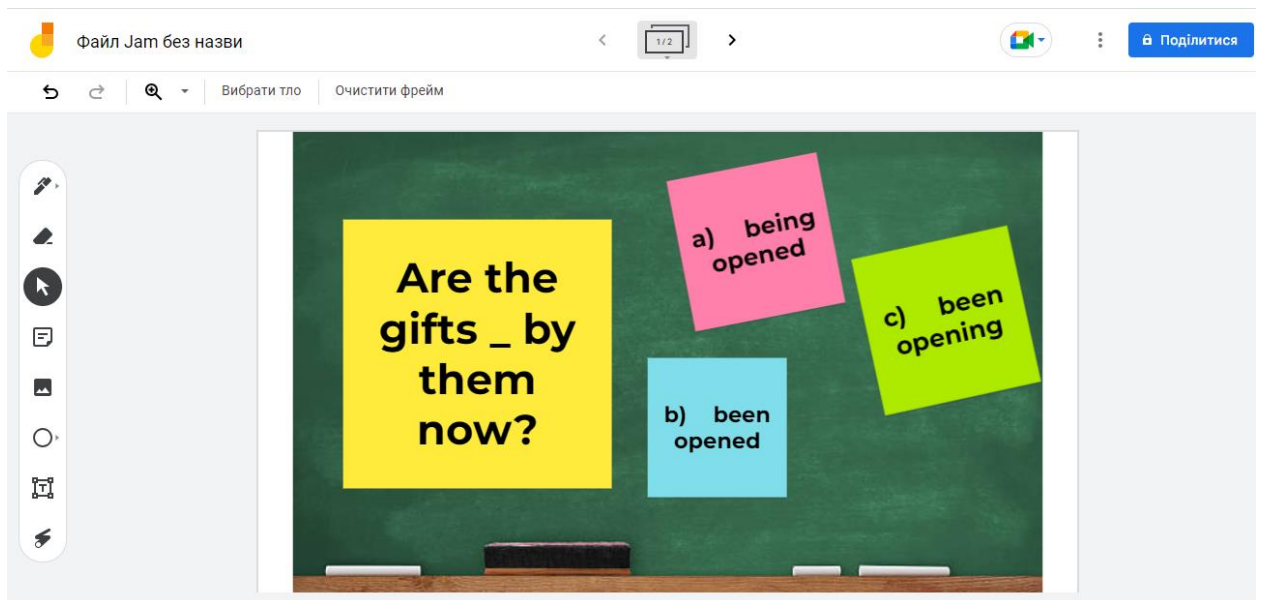 Файл Jam без назви
1/2
Поділитися
Вибрати тло
Очистити фрейм
Are the
gifts _ by
them
now?
a) being
opened
b) been
opened
c) been
opening